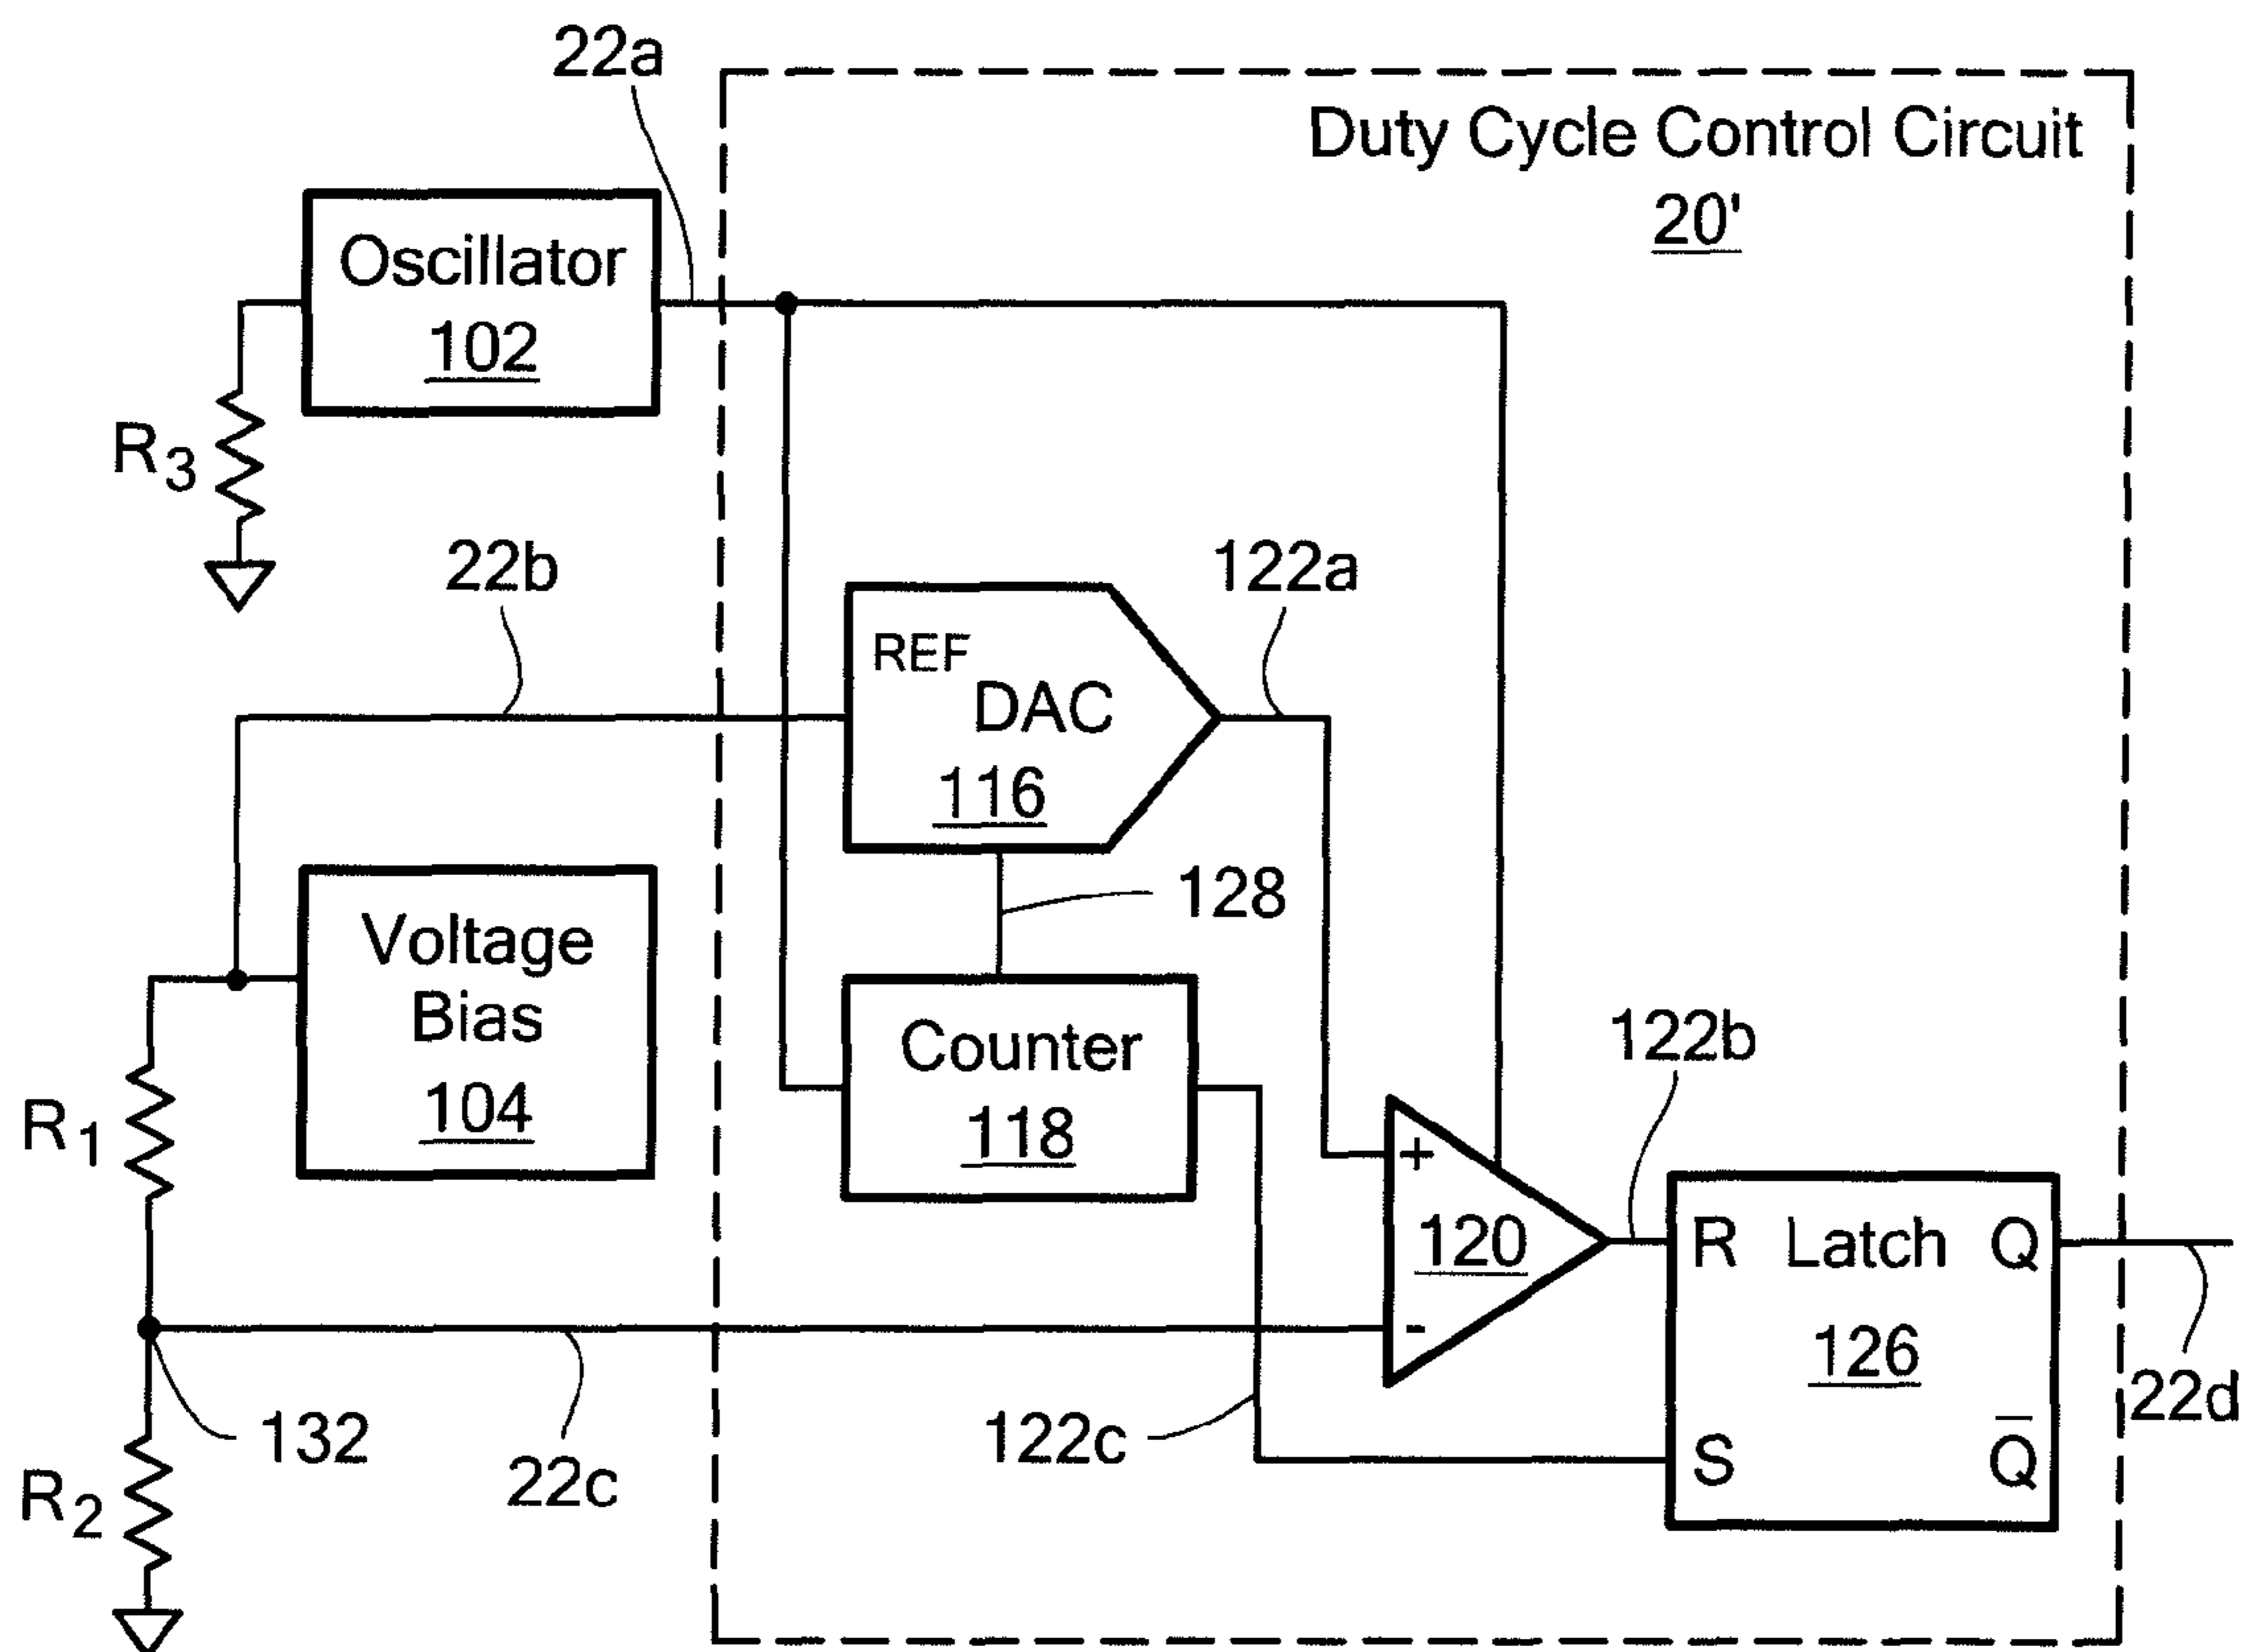 22a
Duty Cycle Control Circuit
20'
Oscillator
102
R3
22b
122a
REF
DAC
116
128
Voltage
Bias
104
Counter
118
122b
R1
+
120
-
R Latch Q
126
S Q̅
22d
132
22c
122c
R2